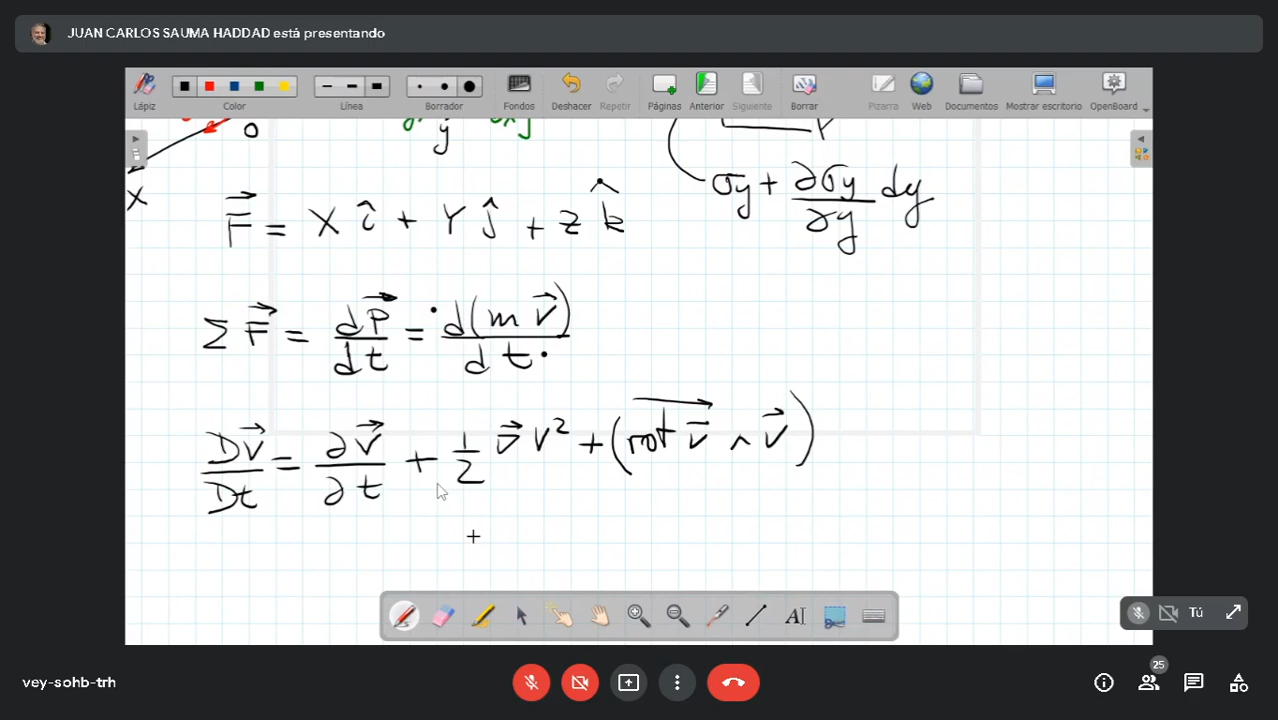 JUAN CARLOS SAUMA HADDAD está presentando
Lápiz Color Línea Borrador Fondos Deshacer Repetir Páginas Anterior Siguiente Borrar Pizarra Web Documentos Mostrar escritorio OpenBoard
O
y
X
σy + ∂σy/∂y dy
F⃗ = X î + Y ĵ + Z k̂
Σ F⃗ = dP⃗/dt = d(m v⃗)/dt
Dv⃗/Dt = ∂v⃗/∂t + 1/2 ∇⃗ V² + (rot v⃗ ∧ v⃗)
Tú
vey-sohb-trh
25